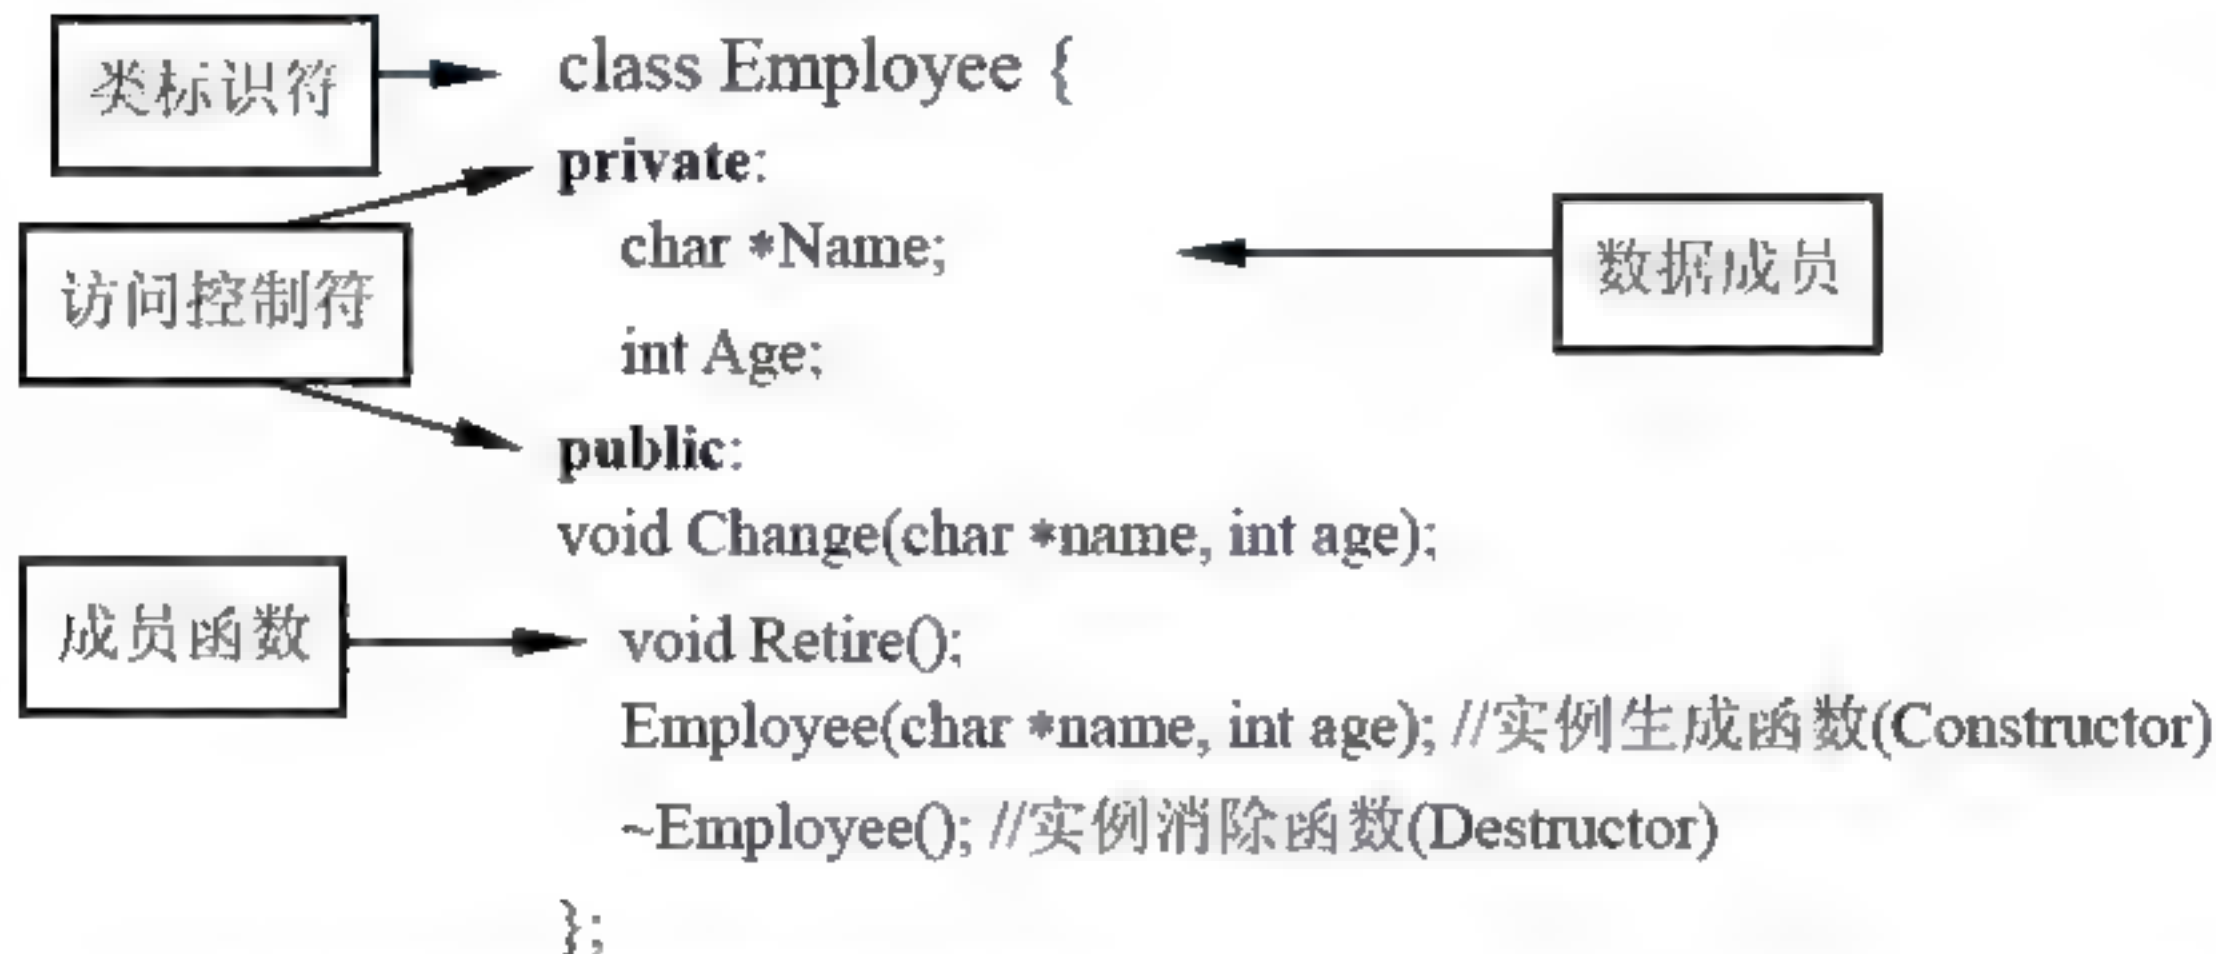 类标识符
class Employee {
private:
访问控制符
char *Name;
数据成员
int Age;
public:
void Change(char *name, int age);
成员函数
void Retire();
Employee(char *name, int age); //实例生成函数(Constructor)
~Employee(); //实例消除函数(Destructor)
};